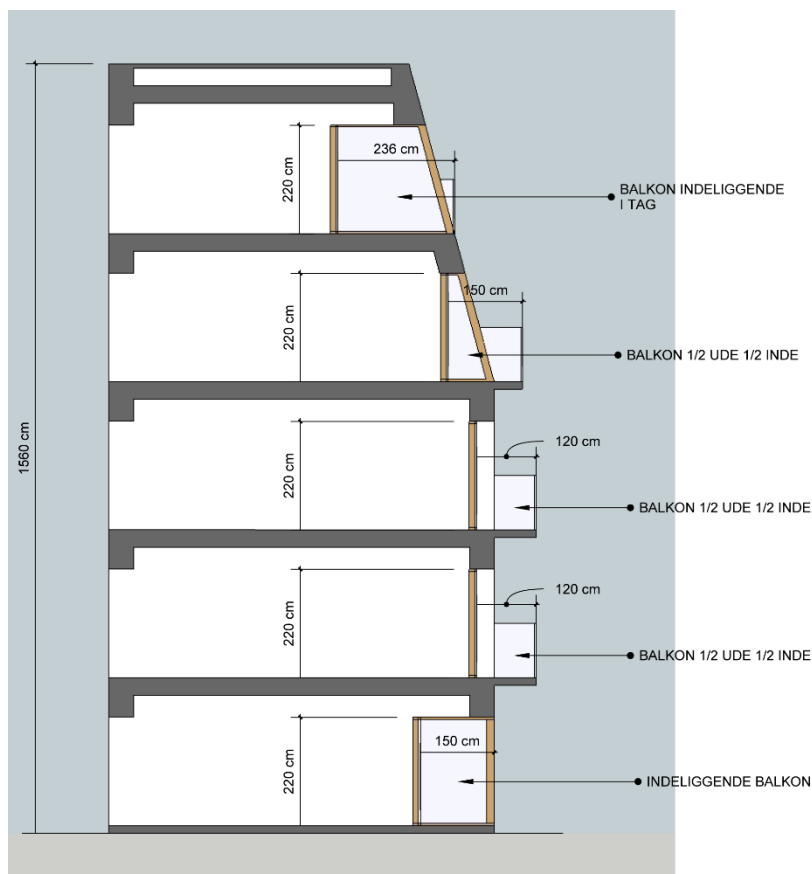 236 cm
220 cm
BALKON INDELIGGENDE
I TAG
150 cm
220 cm
BALKON 1/2 UDE 1/2 INDE
120 cm
1560 cm
220 cm
BALKON 1/2 UDE 1/2 INDE
120 cm
220 cm
BALKON 1/2 UDE 1/2 INDE
150 cm
220 cm
INDELIGGENDE BALKON